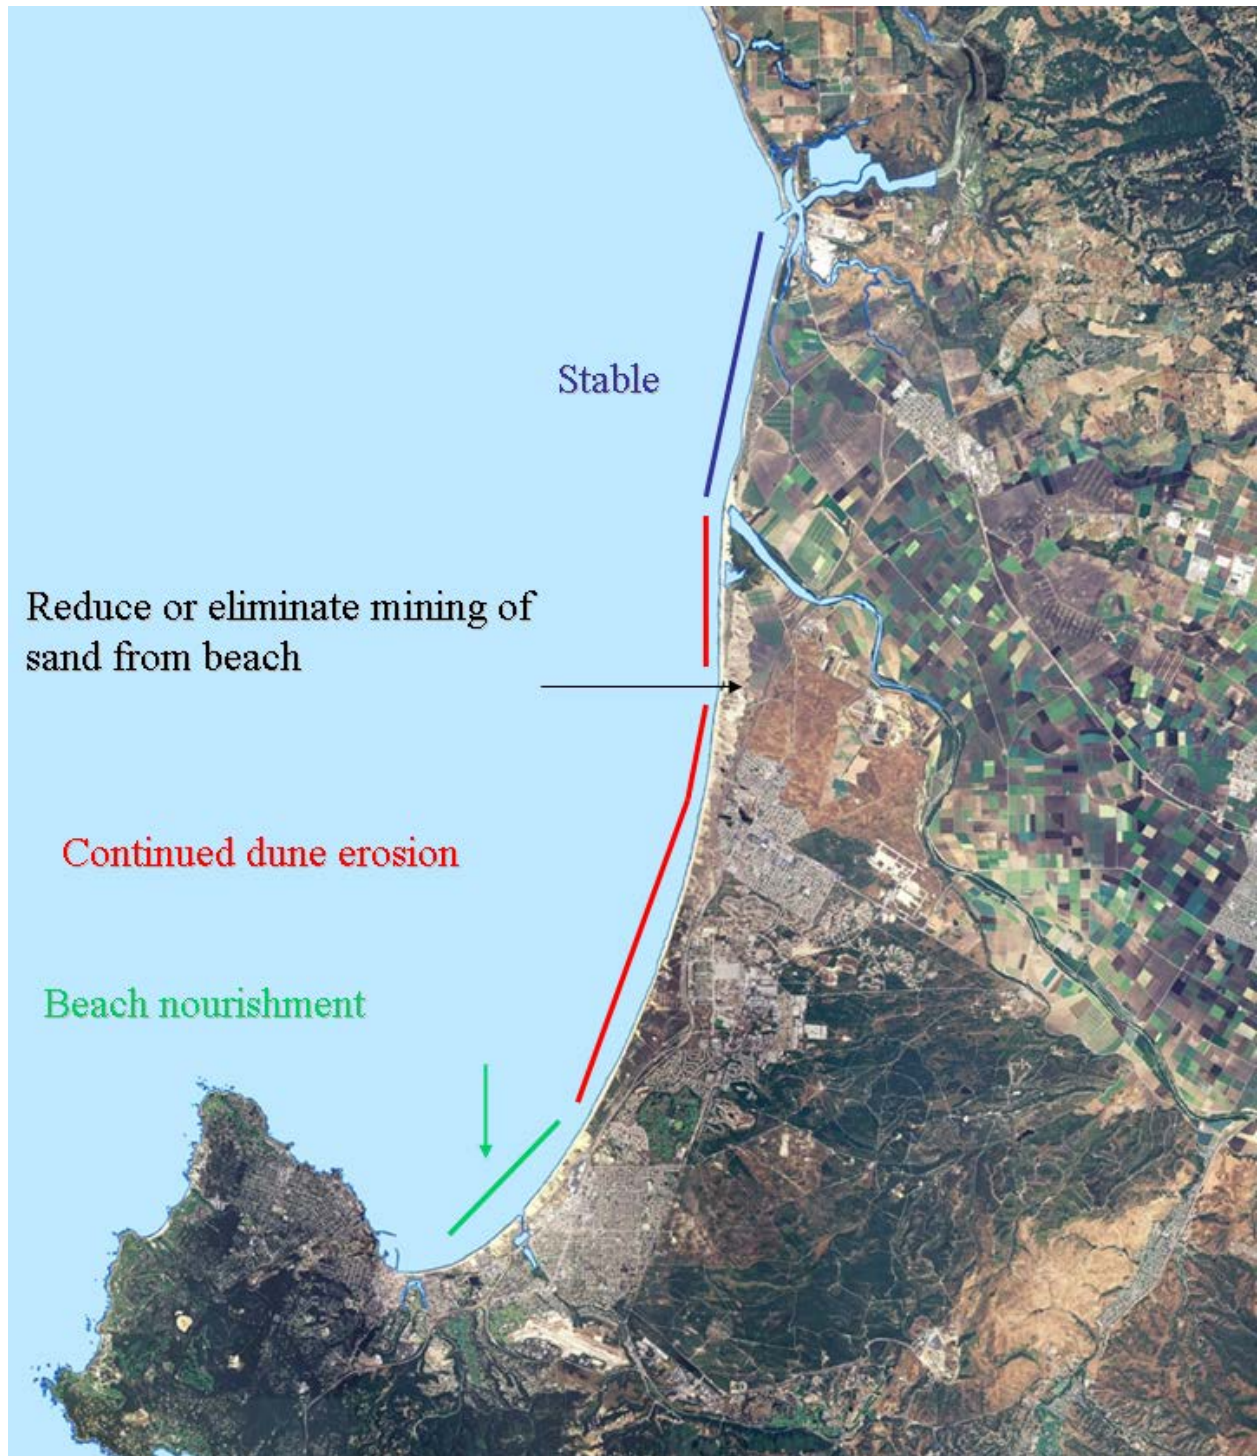 Stable
Reduce or eliminate mining of
sand from beach
Continued dune erosion
Beach nourishment